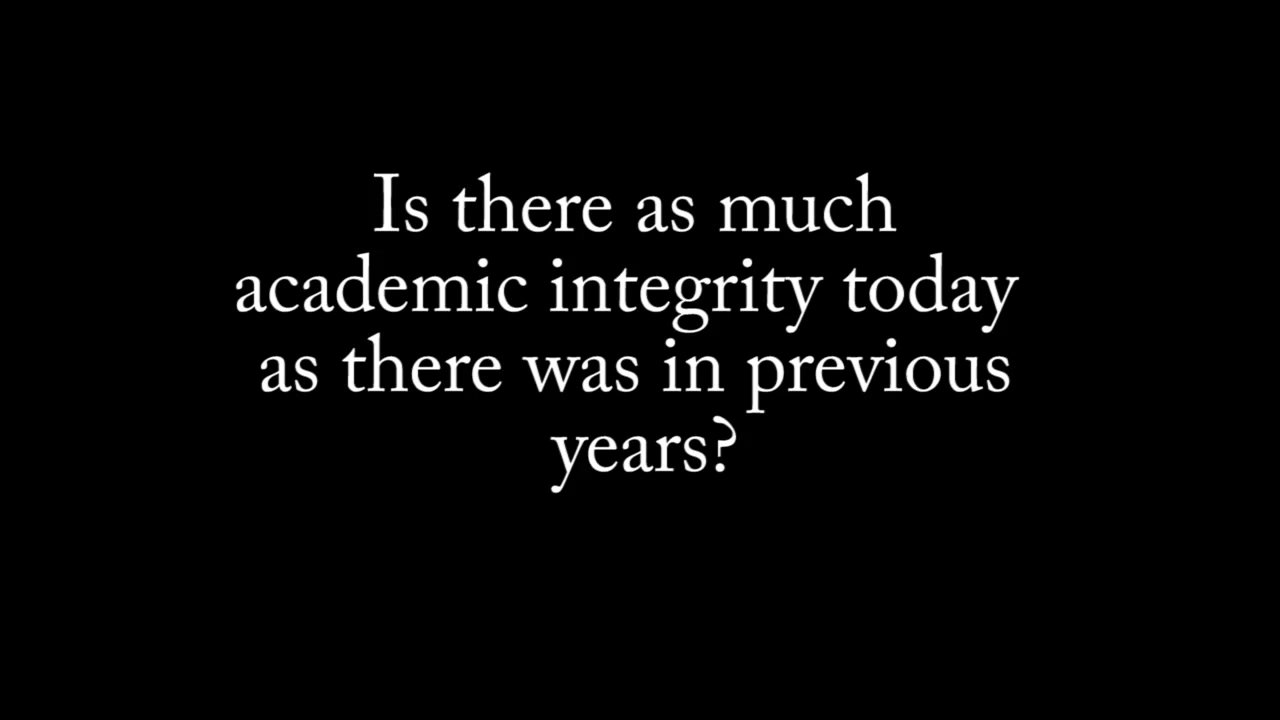 Is there as much
academic integrity today
as there was in previous
years?